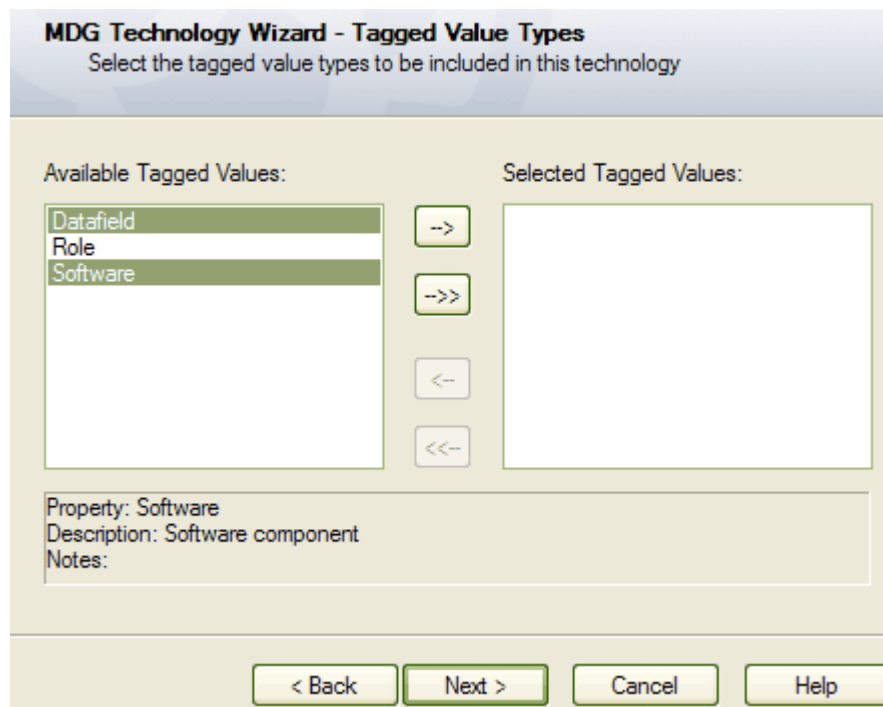 MDG Technology Wizard - Tagged Value Types
Select the tagged value types to be included in this technology
Available Tagged Values:
Selected Tagged Values:
Datafield
Role
Software
-->
-->>
<--
<<--
Property: Software
Description: Software component
Notes:
< Back
Next >
Cancel
Help